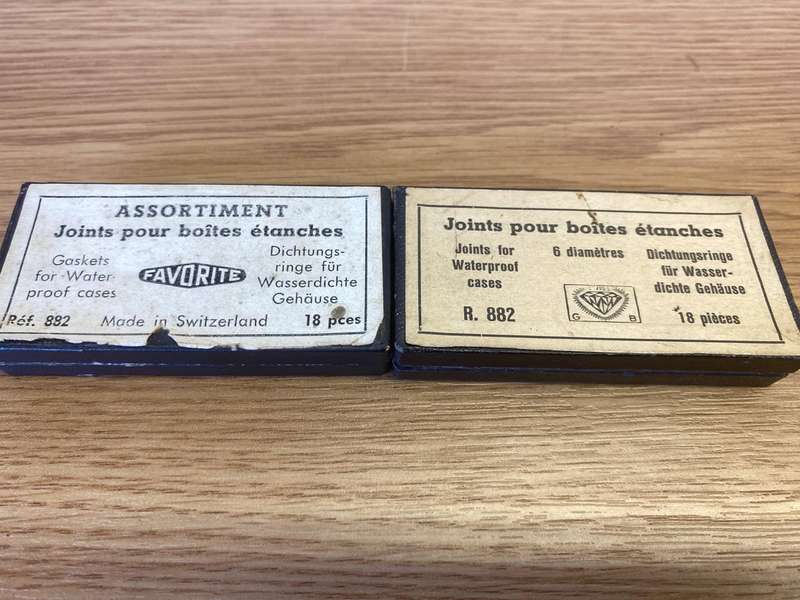 ASSORTIMENT
Joints pour boîtes étanches
Gaskets
for Water-
proof cases
FAVORITE
Dichtungs-
ringe für
Wasserdichte
Gehäuse
Réf. 882 Made in Switzerland 18 pces
Joints pour boîtes étanches
Joints for
Waterproof
cases
6 diamètres
Dichtungsringe
für Wasser-
dichte Gehäuse
R. 882
G B
18 pièces